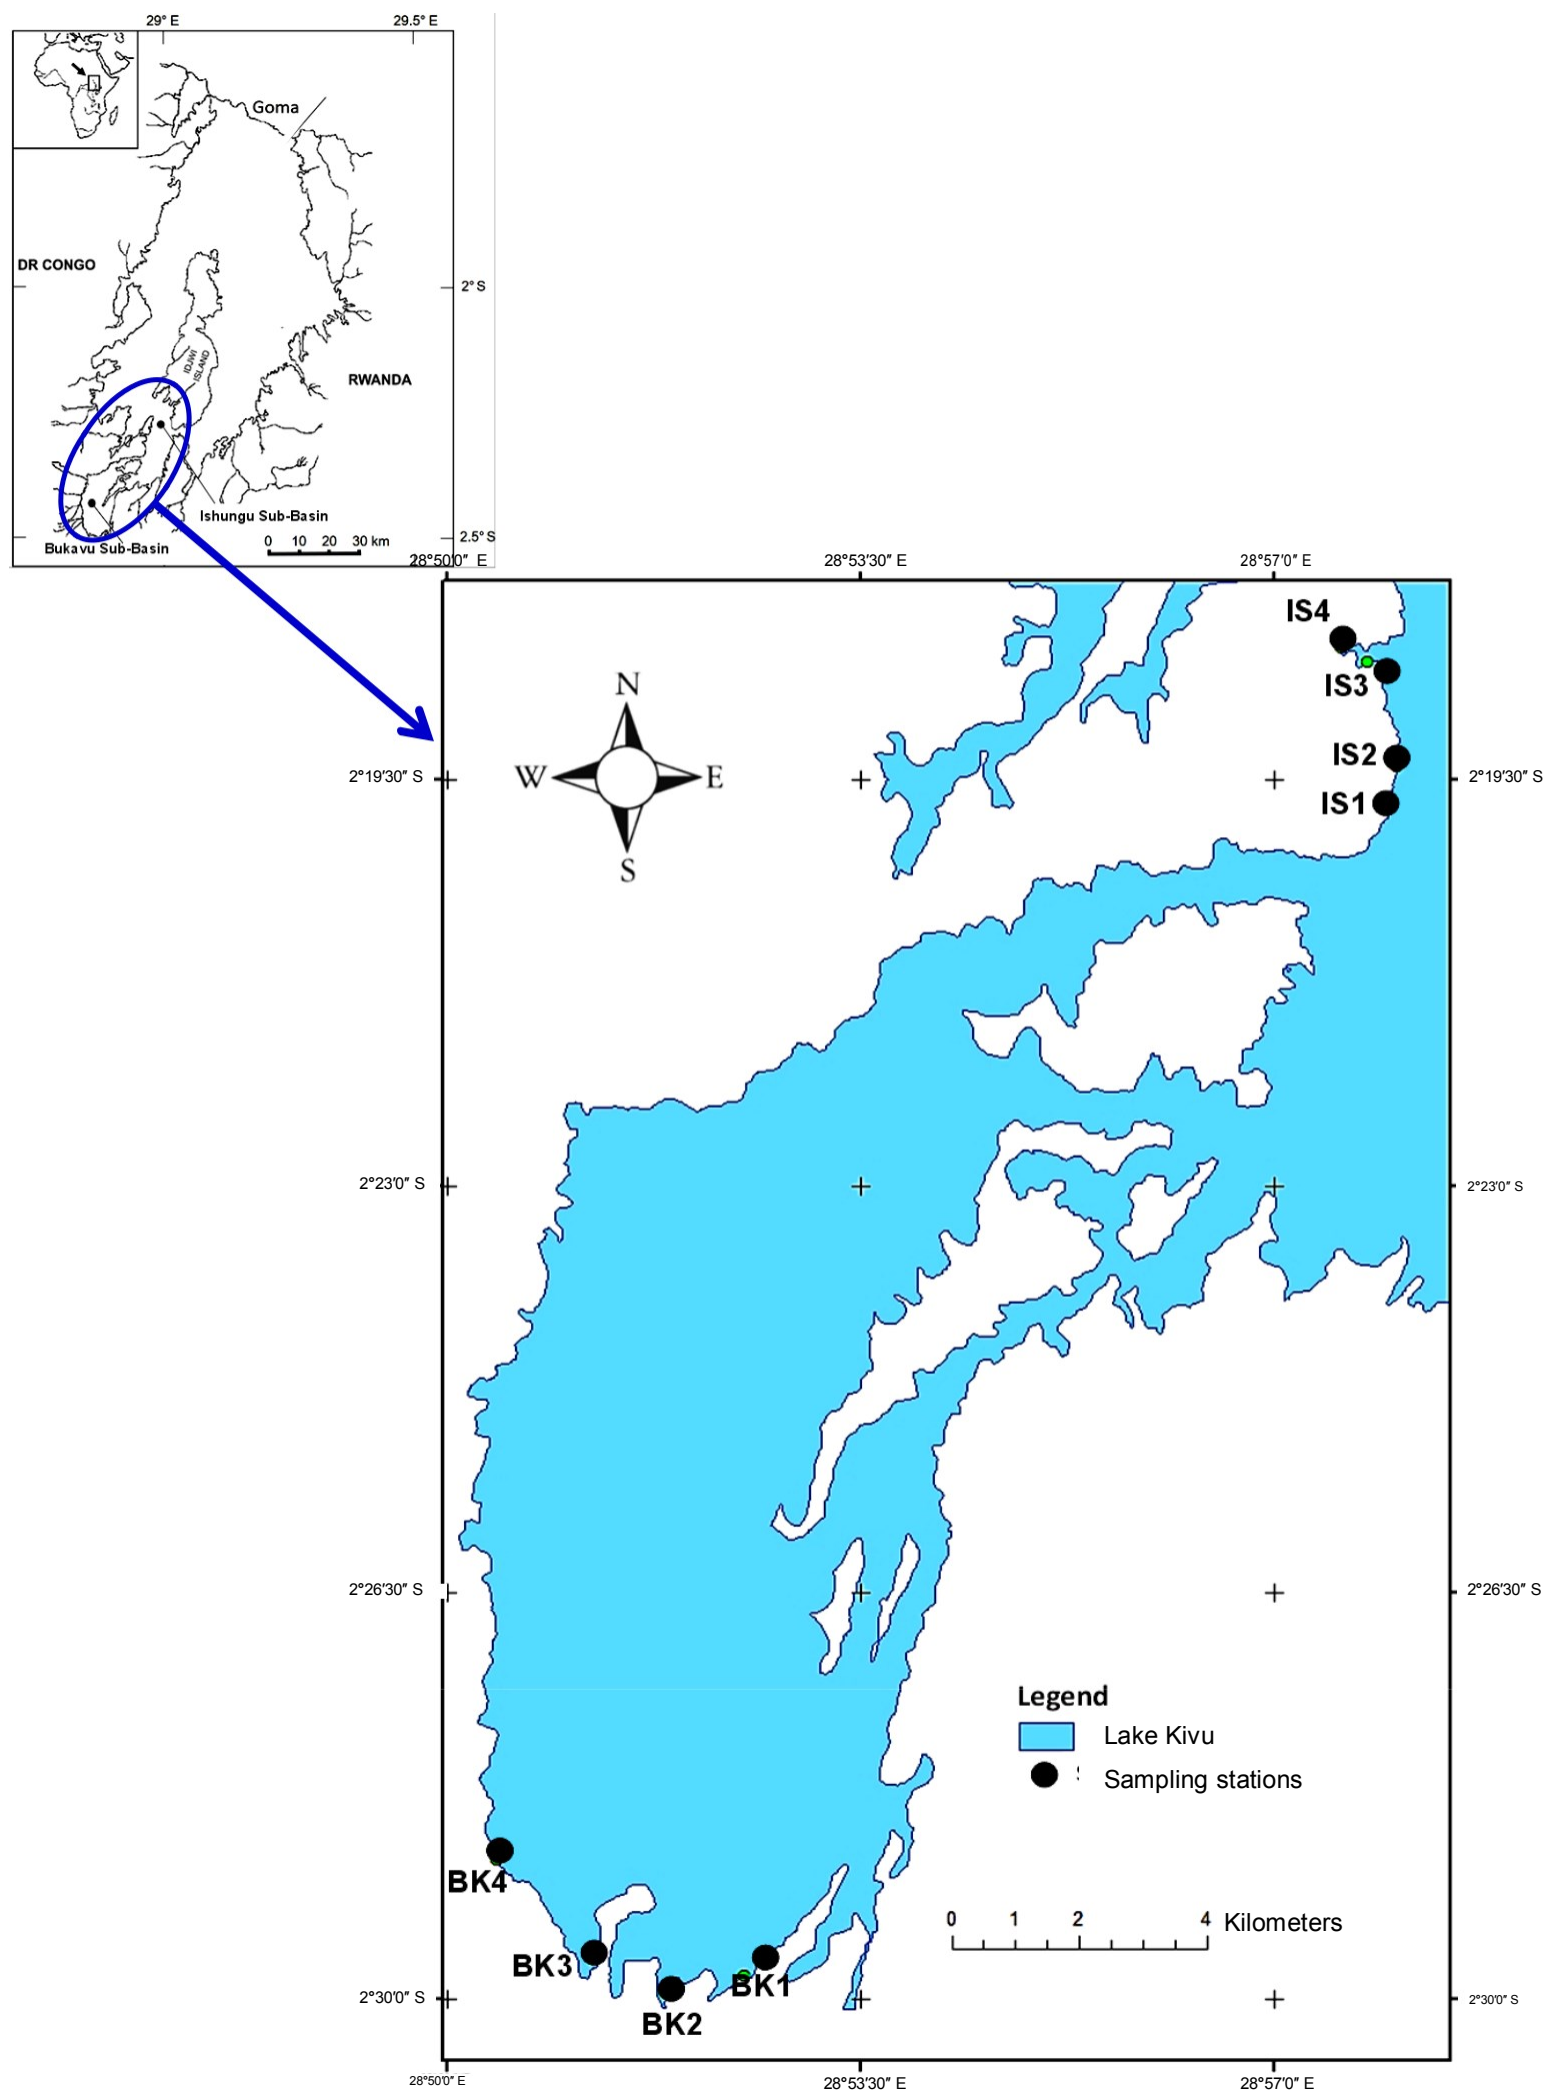 29° E
29.5° E
Goma
DR CONGO
2° S
IDJWI
ISLAND
RWANDA
Ishungu Sub-Basin
Bukavu Sub-Basin
0 10 20 30 km
2.5° S
28°50'0" E
28°53'30" E
28°57'0" E
IS4
IS3
N
IS2
W E
2°19'30" S
2°19'30" S
IS1
S
2°23'0" S
2°23'0" S
2°26'30" S
2°26'30" S
Legend
Lake Kivu
Sampling stations
BK4
0 1 2 4 Kilometers
BK3
BK1
2°30'0" S
2°30'0" S
BK2
28°50'0" E
28°53'30" E
28°57'0" E